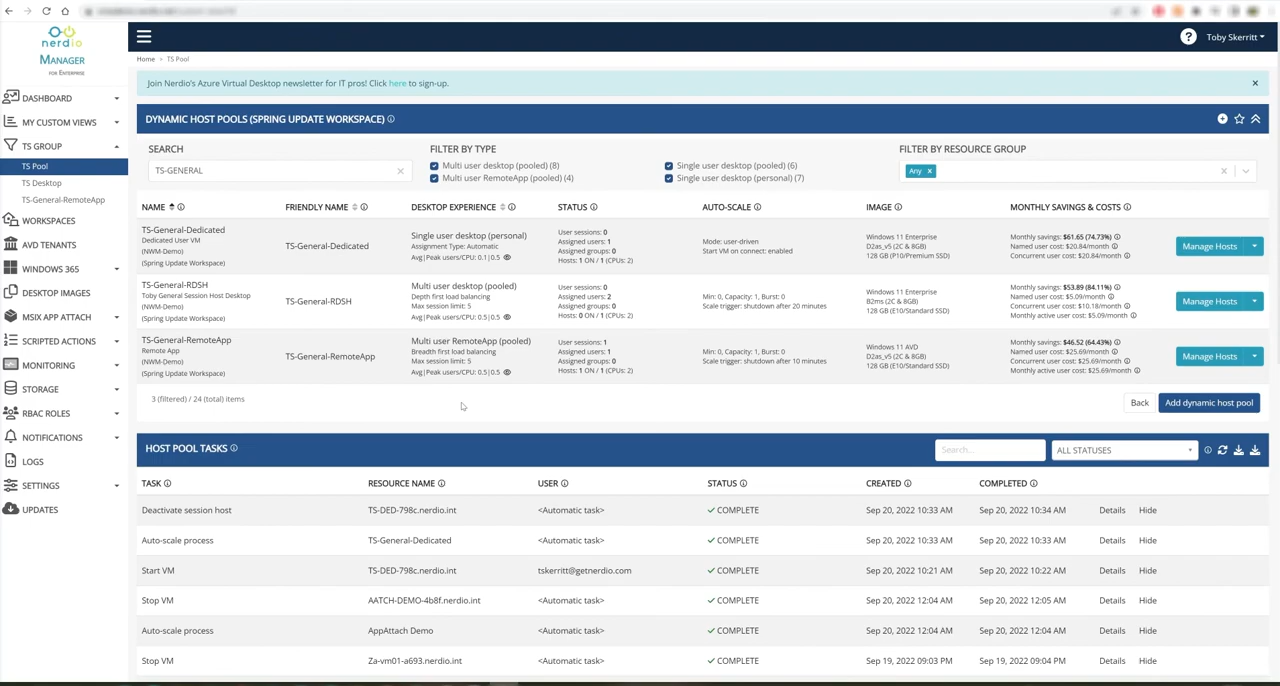 nerdio
MANAGER
FOR ENTERPRISE
Toby Skerritt
Home > TS Pool
Join Nerdio's Azure Virtual Desktop newsletter for IT pros! Click here to sign-up.
DASHBOARD
MY CUSTOM VIEWS
TS GROUP
TS Pool
TS Desktop
TS-General-RemoteApp
WORKSPACES
AVD TENANTS
WINDOWS 365
DESKTOP IMAGES
MSIX APP ATTACH
SCRIPTED ACTIONS
MONITORING
STORAGE
RBAC ROLES
NOTIFICATIONS
LOGS
SETTINGS
UPDATES
DYNAMIC HOST POOLS (SPRING UPDATE WORKSPACE)
SEARCH
TS-GENERAL
FILTER BY TYPE
Multi user desktop (pooled) (8)
Single user desktop (pooled) (6)
Multi user RemoteApp (pooled) (4)
Single user desktop (personal) (7)
FILTER BY RESOURCE GROUP
Any
NAME FRIENDLY NAME DESKTOP EXPERIENCE STATUS AUTO-SCALE IMAGE MONTHLY SAVINGS & COSTS
TS-General-Dedicated
Dedicated User VM
(NWM-Demo)
(Spring Update Workspace)
TS-General-Dedicated
Single user desktop (personal)
Assignment Type: Automatic
Avg|Peak users/CPU: 0.1|0.5
User sessions: 0
Assigned users: 1
Assigned groups: 0
Hosts: 1 ON / 1 (CPUs: 2)
Mode: user-driven
Start VM on connect: enabled
Windows 11 Enterprise
D2as_v5 (2C & 8GB)
128 GB (P10/Premium SSD)
Monthly savings: $61.65 (74.73%)
Named user cost: $20.84/month
Concurrent user cost: $20.84/month
Manage Hosts
TS-General-RDSH
Toby General Session Host Desktop
(NWM-Demo)
(Spring Update Workspace)
TS-General-RDSH
Multi user desktop (pooled)
Depth first load balancing
Max session limit: 5
Avg|Peak users/CPU: 0.5|0.5
User sessions: 0
Assigned users: 2
Assigned groups: 0
Hosts: 0 ON / 1 (CPUs: 2)
Min: 0, Capacity: 1, Burst: 0
Scale trigger: shutdown after 20 minutes
Windows 11 Enterprise
B2ms (2C & 8GB)
128 GB (E10/Standard SSD)
Monthly savings: $53.89 (84.11%)
Named user cost: $5.09/month
Concurrent user cost: $10.18/month
Monthly active user cost: $5.09/month
Manage Hosts
TS-General-RemoteApp
Remote App
(NWM-Demo)
(Spring Update Workspace)
TS-General-RemoteApp
Multi user RemoteApp (pooled)
Breadth first load balancing
Max session limit: 5
Avg|Peak users/CPU: 0.5|0.5
User sessions: 1
Assigned users: 1
Assigned groups: 0
Hosts: 1 ON / 1 (CPUs: 2)
Min: 0, Capacity: 1, Burst: 0
Scale trigger: shutdown after 10 minutes
Windows 11 AVD
D2as_v5 (2C & 8GB)
128 GB (E10/Standard SSD)
Monthly savings: $46.52 (64.43%)
Named user cost: $25.69/month
Concurrent user cost: $25.69/month
Monthly active user cost: $25.69/month
Manage Hosts
3 (filtered) / 24 (total) items
Back
Add dynamic host pool
HOST POOL TASKS
Search...
ALL STATUSES
TASK RESOURCE NAME USER STATUS CREATED COMPLETED
Deactivate session host TS-DED-798c.nerdio.int <Automatic task> COMPLETE Sep 20, 2022 10:33 AM Sep 20, 2022 10:34 AM Details Hide
Auto-scale process TS-General-Dedicated <Automatic task> COMPLETE Sep 20, 2022 10:33 AM Sep 20, 2022 10:33 AM Details Hide
Start VM TS-DED-798c.nerdio.int tskerritt@getnerdio.com COMPLETE Sep 20, 2022 10:21 AM Sep 20, 2022 10:22 AM Details Hide
Stop VM AATCH-DEMO-4b8f.nerdio.int <Automatic task> COMPLETE Sep 20, 2022 12:04 AM Sep 20, 2022 12:05 AM Details Hide
Auto-scale process AppAttach Demo <Automatic task> COMPLETE Sep 20, 2022 12:04 AM Sep 20, 2022 12:04 AM Details Hide
Stop VM Za-vm01-a693.nerdio.int <Automatic task> COMPLETE Sep 19, 2022 09:03 PM Sep 19, 2022 09:04 PM Details Hide